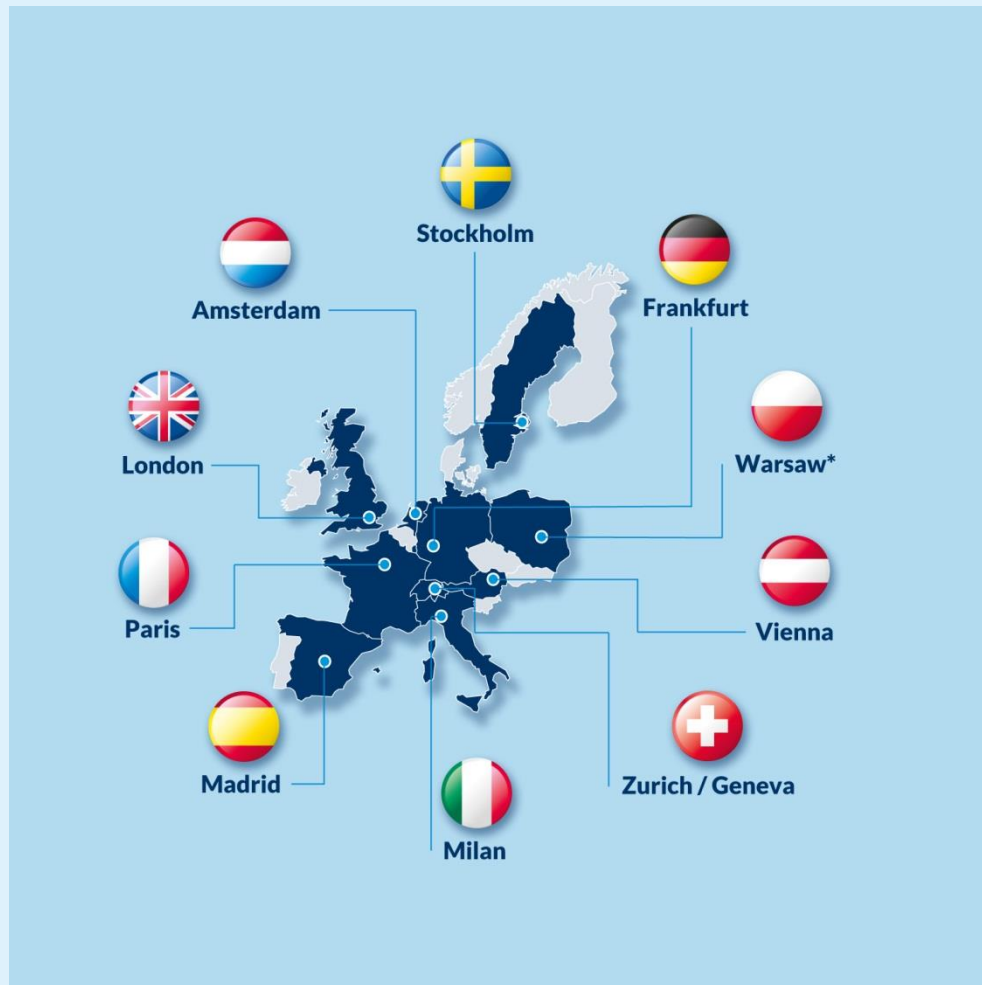 Stockholm
Amsterdam
Frankfurt
London
Warsaw*
Paris
Vienna
Madrid
Zurich / Geneva
Milan